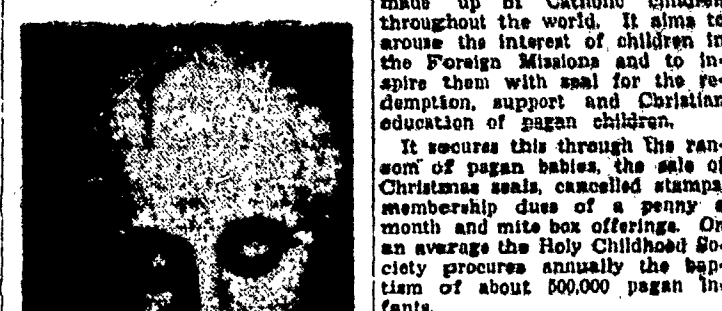 made up of Catholic children
throughout the world. It aims to
arouse the interest of children in
the Foreign Missions and to in-
spire them with zeal for the re-
demption, support and Christian
education of pagan children.
It secures this through the ran-
som of pagan babies, the sale of
Christmas seals, cancelled stamps,
membership dues of a penny a
month and mite box offerings. On
an average the Holy Childhood So-
ciety procures annually the bap-
tism of about 500,000 pagan in-
fants.